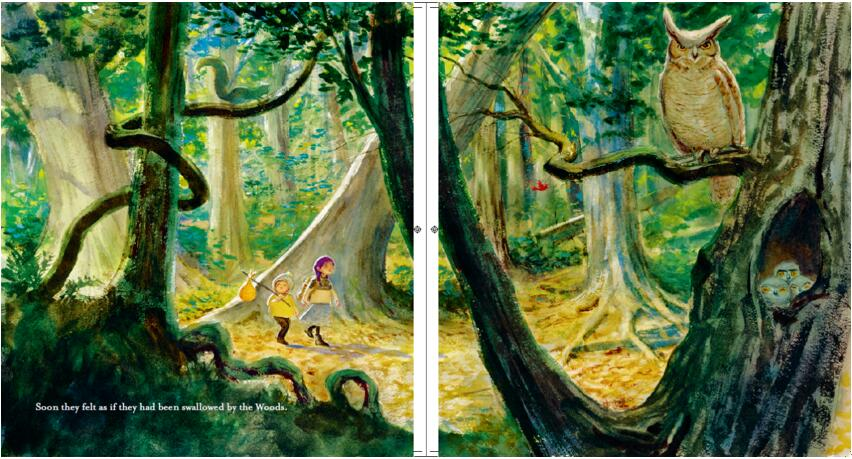 Soon they felt as if they had been swallowed by the Woods.